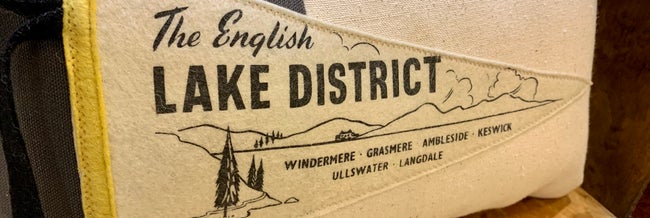 The English
LAKE DISTRICT
WINDERMERE · GRASMERE · AMBLESIDE · KESWICK
ULLSWATER · LANGDALE